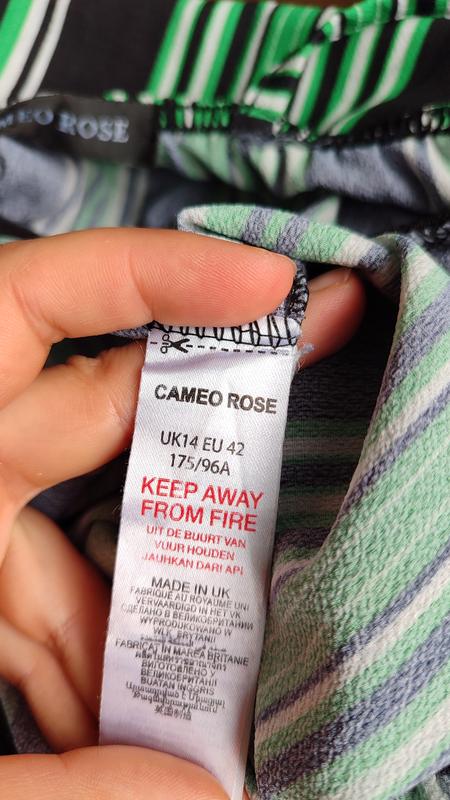 CAMEO ROSE
CAMEO ROSE
UK14 EU 42
175/96A
KEEP AWAY
FROM FIRE
UIT DE BUURT VAN
VUUR HOUDEN
JAUHKAN DARI API
MADE IN UK
FABRIQUÉ AU ROYAUME UNI
VERVAARDIGD IN HET VK
СДЕЛАНО В ВЕЛИКОБРИТАНИИ
WYPRODUKOWANO W
WLK. BRYTANII
FABRICAT IN MAREA BRITANIE
ВИГОТОВЛЕНО У
ВЕЛИКОБРИТАНІЇ
BUATAN INGGRIS